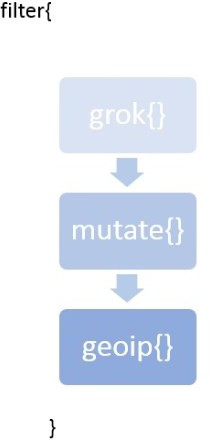 filter{
grok{}
mutate{}
geoip{}
}